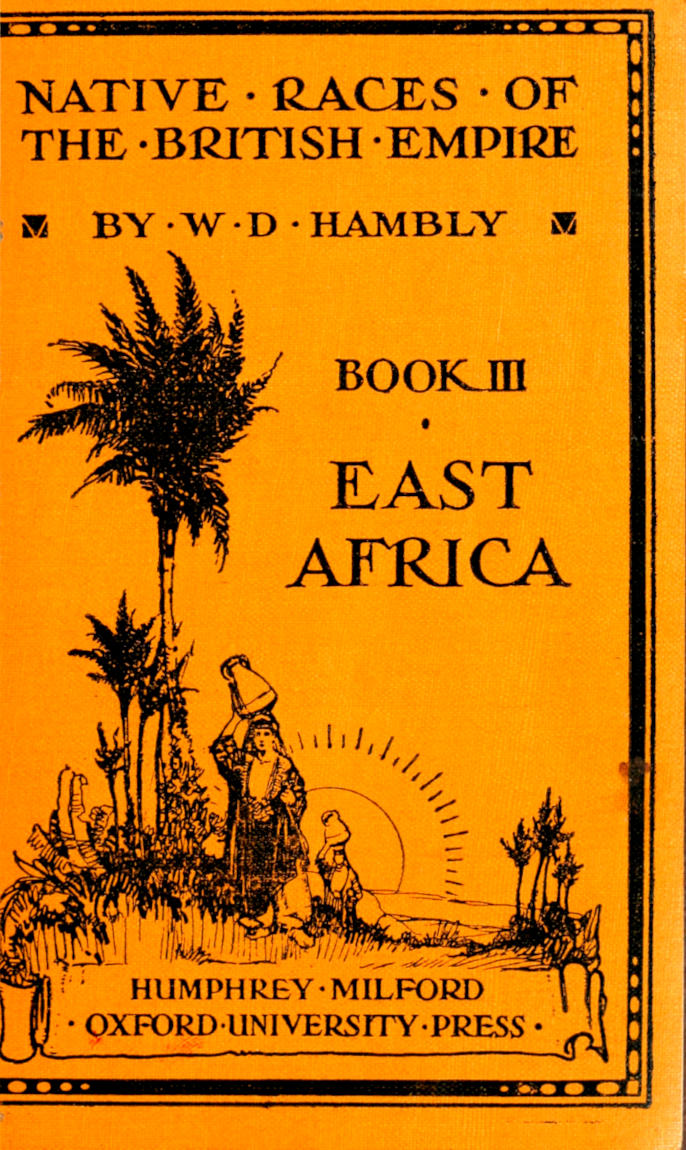 NATIVE · RACES · OF
THE · BRITISH · EMPIRE
BY · W · D · HAMBLY
BOOK III
·
EAST
AFRICA
HUMPHREY · MILFORD
· OXFORD · UNIVERSITY · PRESS ·